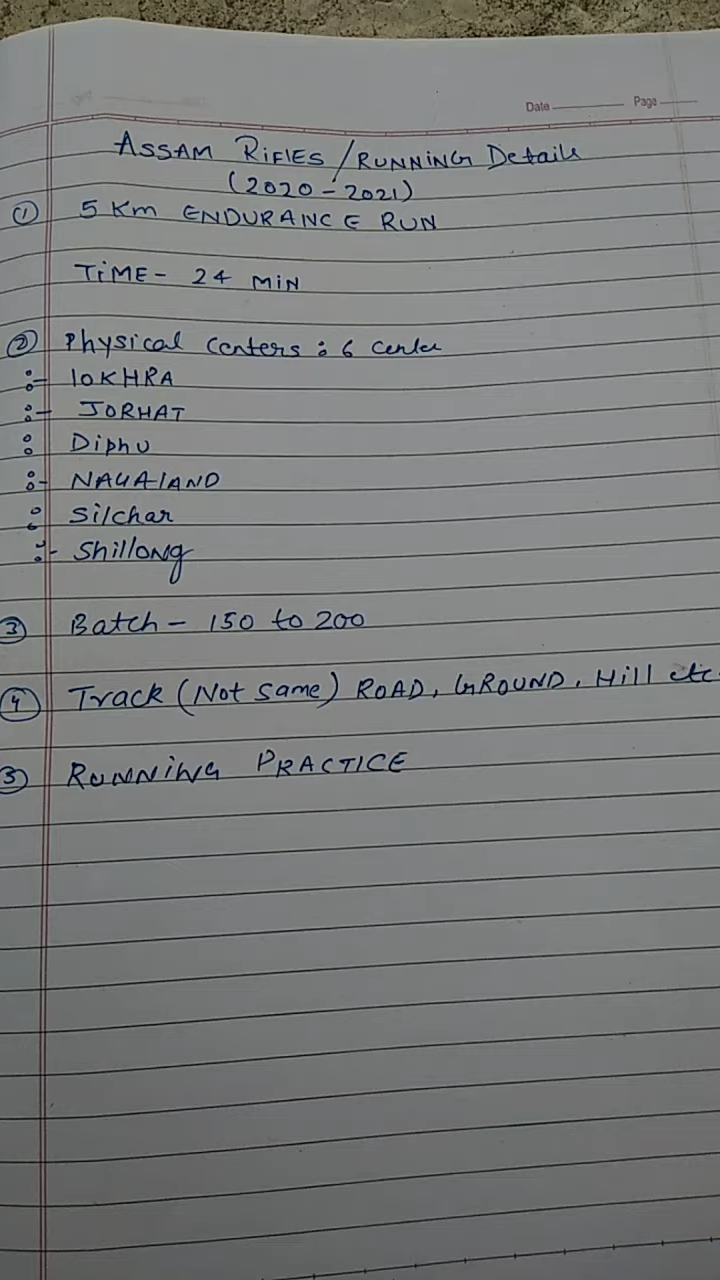 Date Page
ASSAM RIFIES / RUNNING Details
(2020-2021)
① 5 Km ENDURANCE RUN
TiME - 24 MiN
② Physical Centers : 6 Center
:- lOKHRA
:- JORHAT
: Diphu
:- NAGAlAND
: Silchar
:- Shillong
3 Batch - 150 to 200
④ Track (Not same) ROAD, GROUND, Hill etc.
5 RUNNiNG PRACTICE